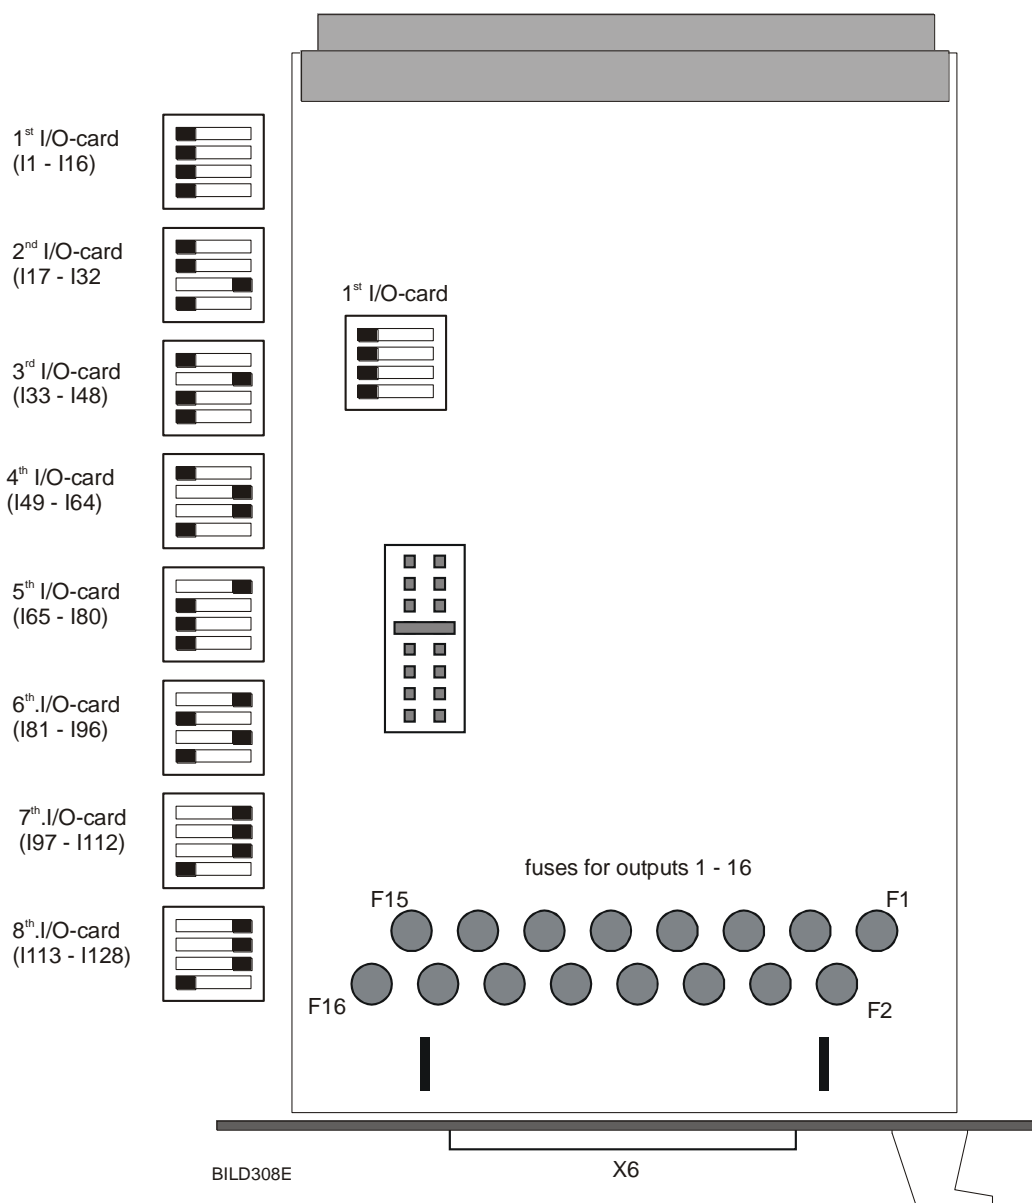 1st I/O-card
(I1 - I16)
2nd I/O-card
(I17 - I32
1st I/O-card
3rd I/O-card
(I33 - I48)
4th I/O-card
(I49 - I64)
5th I/O-card
(I65 - I80)
6th.I/O-card
(I81 - I96)
7th.I/O-card
(I97 - I112)
fuses for outputs 1 - 16
F15
F1
8th.I/O-card
(I113 - I128)
F16
F2
BILD308E
X6